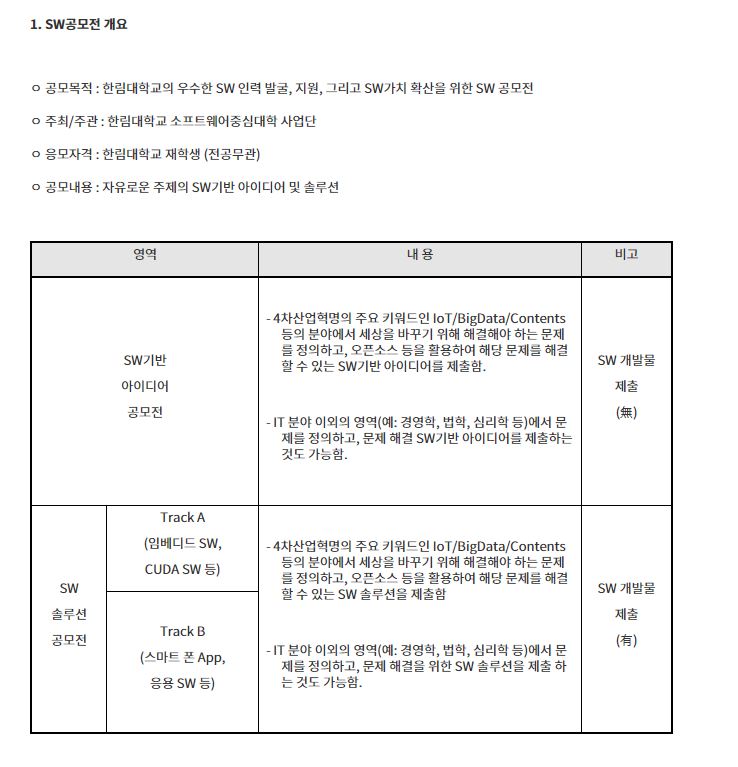 1. SW공모전 개요
ㅇ 공모목적 : 한림대학교의 우수한 SW 인력 발굴, 지원, 그리고 SW가치 확산을 위한 SW 공모전
ㅇ 주최/주관 : 한림대학교 소프트웨어중심대학 사업단
ㅇ 응모자격 : 한림대학교 재학생 (전공무관)
ㅇ 공모내용 : 자유로운 주제의 SW기반 아이디어 및 솔루션
영역
내 용
비고
SW기반
아이디어
공모전
- 4차산업혁명의 주요 키워드인 IoT/BigData/Contents
등의 분야에서 세상을 바꾸기 위해 해결해야 하는 문제
를 정의하고, 오픈소스 등을 활용하여 해당 문제를 해결
할 수 있는 SW기반 아이디어를 제출함.
- IT 분야 이외의 영역(예: 경영학, 법학, 심리학 등)에서 문
제를 정의하고, 문제 해결 SW기반 아이디어를 제출하는
것도 가능함.
SW 개발물
제출
(無)
SW
솔루션
공모전
Track A
(임베디드 SW,
CUDA SW 등)
Track B
(스마트 폰 App,
응용 SW 등)
- 4차산업혁명의 주요 키워드인 IoT/BigData/Contents
등의 분야에서 세상을 바꾸기 위해 해결해야 하는 문제
를 정의하고, 오픈소스 등을 활용하여 해당 문제를 해결
할 수 있는 SW 솔루션을 제출함
- IT 분야 이외의 영역(예: 경영학, 법학, 심리학 등)에서 문
제를 정의하고, 문제 해결을 위한 SW 솔루션을 제출 하
는 것도 가능함.
SW 개발물
제출
(有)